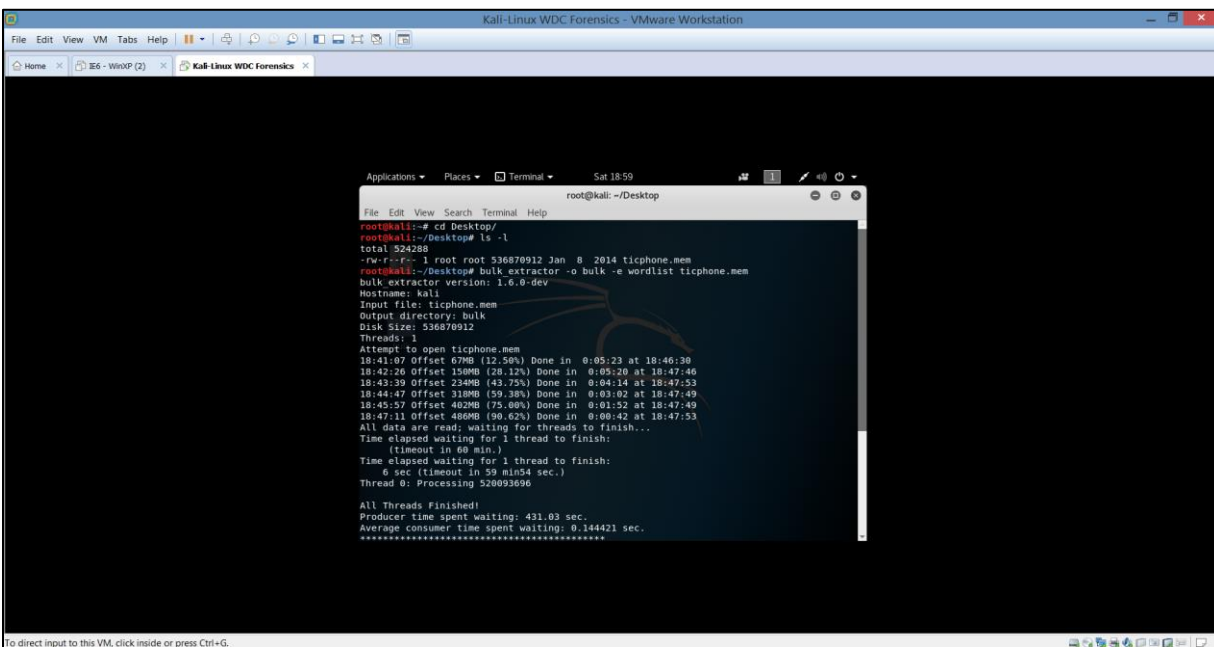 Kali-Linux WDC Forensics - VMware Workstation
File Edit View VM Tabs Help
Home IE6 - WinXP (2) Kali-Linux WDC Forensics
Applications Places Terminal Sat 18:59 1
root@kali: ~/Desktop
File Edit View Search Terminal Help
root@kali:~# cd Desktop/
root@kali:~/Desktop# ls -l
total 524288
-rw-r--r-- 1 root root 536870912 Jan 8 2014 ticphone.mem
root@kali:~/Desktop# bulk_extractor -o bulk -e wordlist ticphone.mem
bulk_extractor version: 1.6.0-dev
Hostname: kali
Input file: ticphone.mem
Output directory: bulk
Disk Size: 536870912
Threads: 1
Attempt to open ticphone.mem
18:41:07 Offset 67MB (12.50%) Done in 0:05:23 at 18:46:30
18:42:26 Offset 150MB (28.12%) Done in 0:05:20 at 18:47:46
18:43:39 Offset 234MB (43.75%) Done in 0:04:14 at 18:47:53
18:44:47 Offset 318MB (59.38%) Done in 0:03:02 at 18:47:49
18:45:57 Offset 402MB (75.00%) Done in 0:01:52 at 18:47:49
18:47:11 Offset 486MB (90.62%) Done in 0:00:42 at 18:47:53
All data are read; waiting for threads to finish...
Time elapsed waiting for 1 thread to finish:
(timeout in 60 min.)
Time elapsed waiting for 1 thread to finish:
6 sec (timeout in 59 min54 sec.)
Thread 0: Processing 520093696
All Threads Finished!
Producer time spent waiting: 431.03 sec.
Average consumer time spent waiting: 0.144421 sec.
*******************************************
To direct input to this VM, click inside or press Ctrl+G.